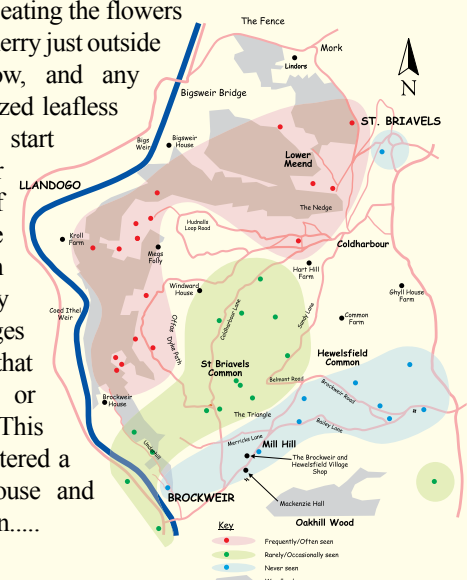 eating the flowers
erry just outside
ow, and any
zed leafless
start
r
LLANDOGO
f
e
n
y
ges
that
or
This
tered a
ouse and
n.....
The Fence
Mork
Lindors
N
Bigsweir Bridge
ST. BRIAVELS
Bigs
Weir
Bigsweir
House
Lower
Meend
The Nedge
Hudnalls
Loop Road
Kroll
Farm
Megs
Folly
Coldharbour
Hart Hill
Farm
Windward
House
Ghyll House
Farm
Coed Ithel
Weir
Coldharbour Lane
Sandy Lane
Offas Dyke Path
Common
Farm
Hewelsfield
Common
St Briavels
Common
Belmont Road
Brockweir Road
Brockweir
House
The Triangle
Bailey Lane
Merricks Lane
Mill Hill
The Brockweir and
Hewelsfield Village
Shop
BROCKWEIR
Mackenzie Hall
Oakhill Wood
Key
Frequently/Often seen
Rarely/Occasionally seen
Never seen